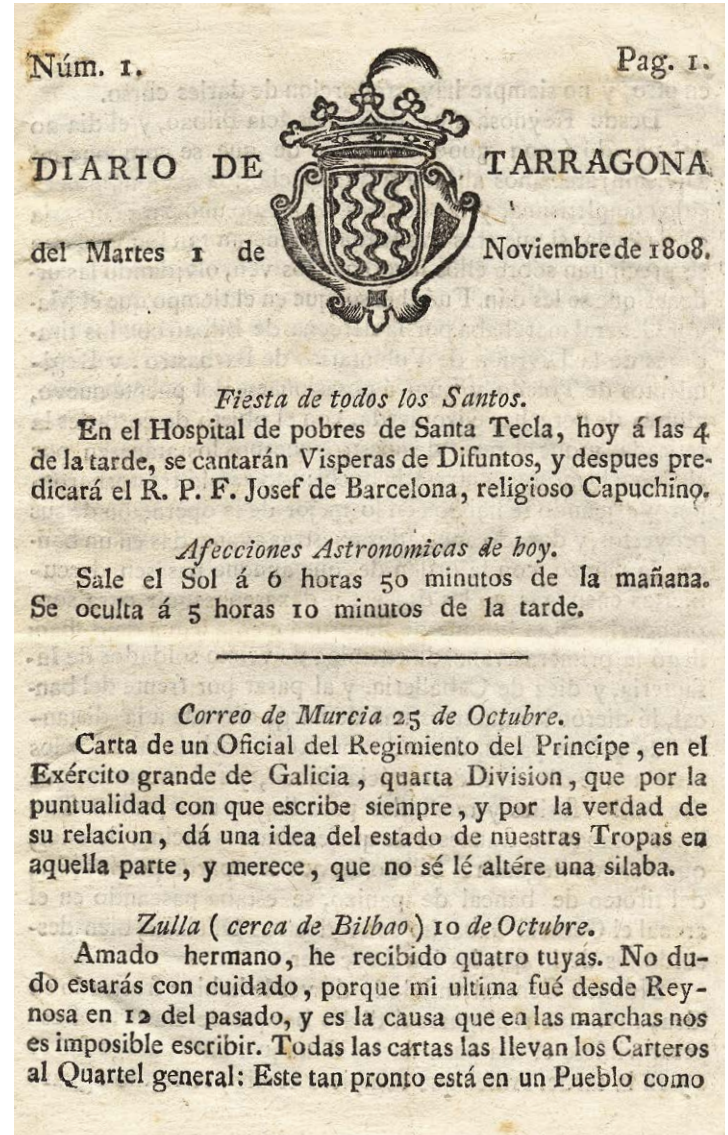 Núm. 1. Pag. 1.
DIARIO DE TARRAGONA
del Martes 1 de Noviembre de 1808.
Fiesta de todos los Santos.
En el Hospital de pobres de Santa Tecla, hoy á las 4
de la tarde, se cantarán Visperas de Difuntos, y despues pre-
dicará el R. P. F. Josef de Barcelona, religioso Capuchino.
Afecciones Astronomicas de hoy.
Sale el Sol á 6 horas 50 minutos de la mañana.
Se oculta á 5 horas 10 minutos de la tarde.
Correo de Murcia 25 de Octubre.
Carta de un Oficial del Regimiento del Principe, en el
Exército grande de Galicia, quarta Division, que por la
puntualidad con que escribe siempre, y por la verdad de
su relacion, dá una idea del estado de nuestras Tropas en
aquella parte, y merece, que no sé lé altére una silaba.
Zulla ( cerca de Bilbao ) 10 de Octubre.
Amado hermano, he recibido quatro tuyas. No du-
do estarás con cuidado, porque mi ultima fué desde Rey-
nosa en 12 del pasado, y es la causa que en las marchas nos
es imposible escribir. Todas las cartas las llevan los Carteros
al Quartel general: Este tan pronto está en un Pueblo como